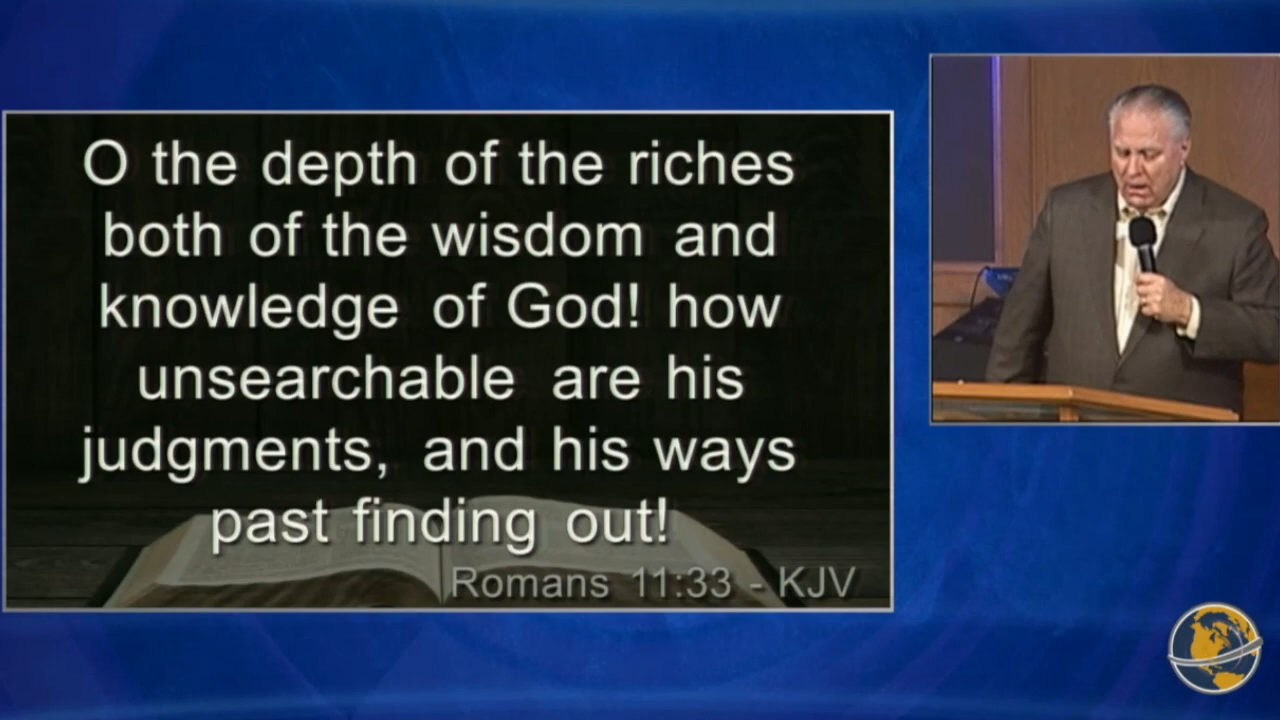 O the depth of the riches
both of the wisdom and
knowledge of God! how
unsearchable are his
judgments, and his ways
past finding out!
Romans 11:33 - KJV